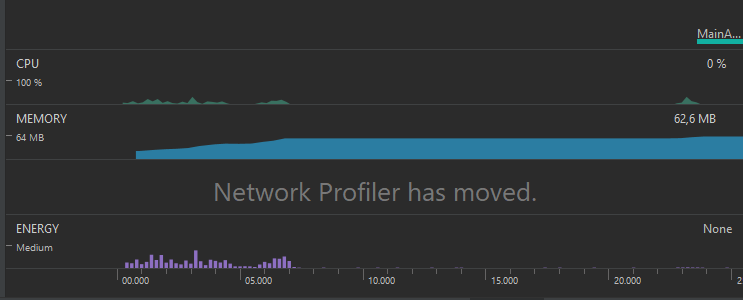 MainA...
CPU
0 %
100 %
MEMORY
62,6 MB
64 MB
Network Profiler has moved.
ENERGY
None
Medium
00.000 05.000 10.000 15.000 20.000